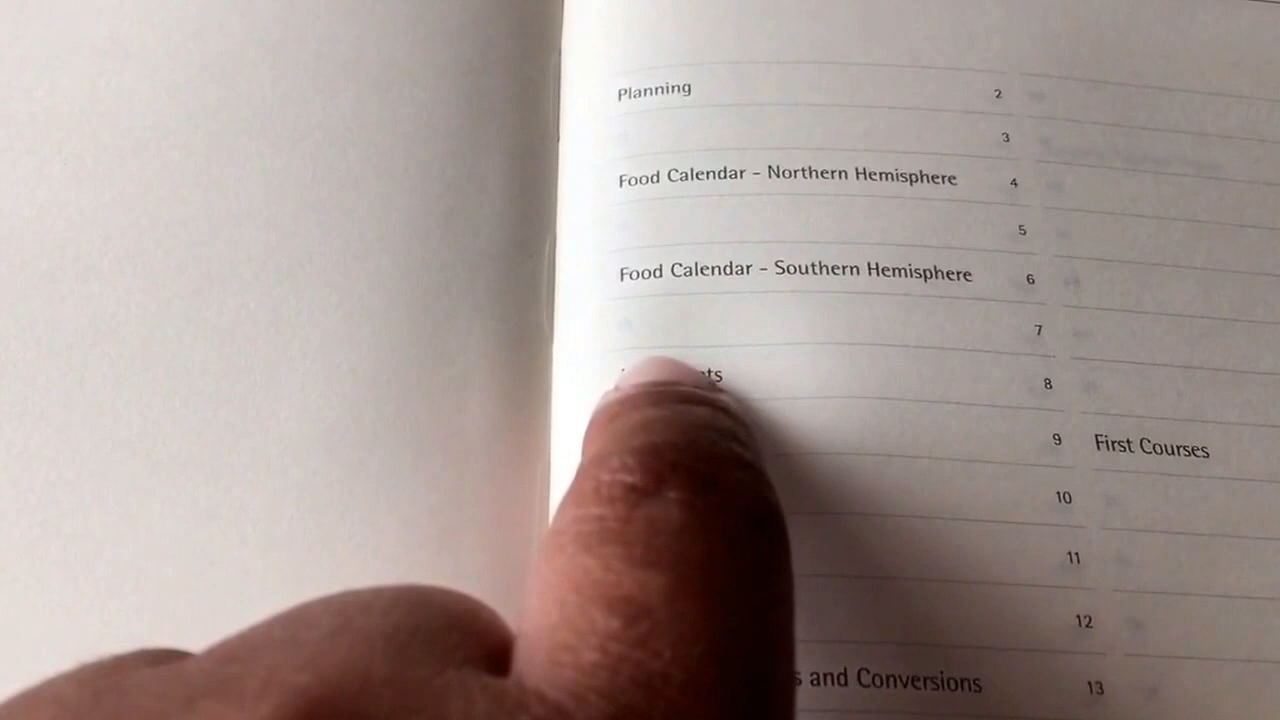 Planning 2
3
Food Calendar – Northern Hemisphere 4
5
Food Calendar – Southern Hemisphere 6
7
8
9
10
11
12
and Conversions 13
First Courses